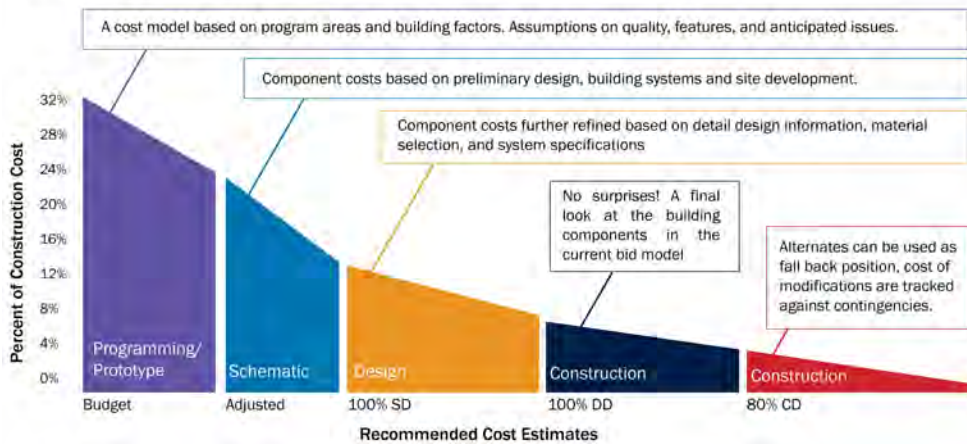 A cost model based on program areas and building factors. Assumptions on quality, features, and anticipated issues.
Component costs based on preliminary design, building systems and site development.
Component costs further refined based on detail design information, material
selection, and system specifications
No surprises! A final
look at the building
components in the
current bid model
Alternates can be used as
fall back position, cost of
modifications are tracked
against contingencies.
Percent of Construction Cost
32%
28%
24%
20%
16%
12%
8%
4%
0%
Programming/
Prototype
Schematic
Design
Construction
Construction
Budget
Adjusted
100% SD
100% DD
80% CD
Recommended Cost Estimates